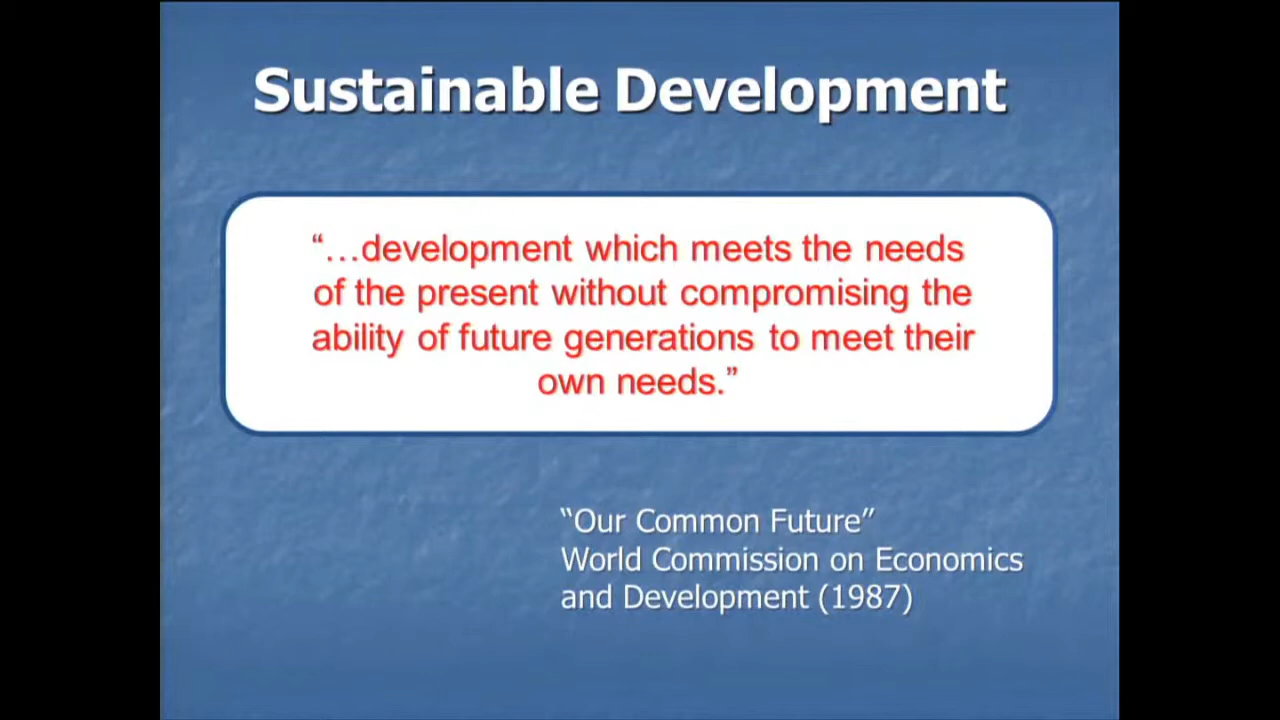 Sustainable Development
“…development which meets the needs
of the present without compromising the
ability of future generations to meet their
own needs.”
“Our Common Future”
World Commission on Economics
and Development (1987)